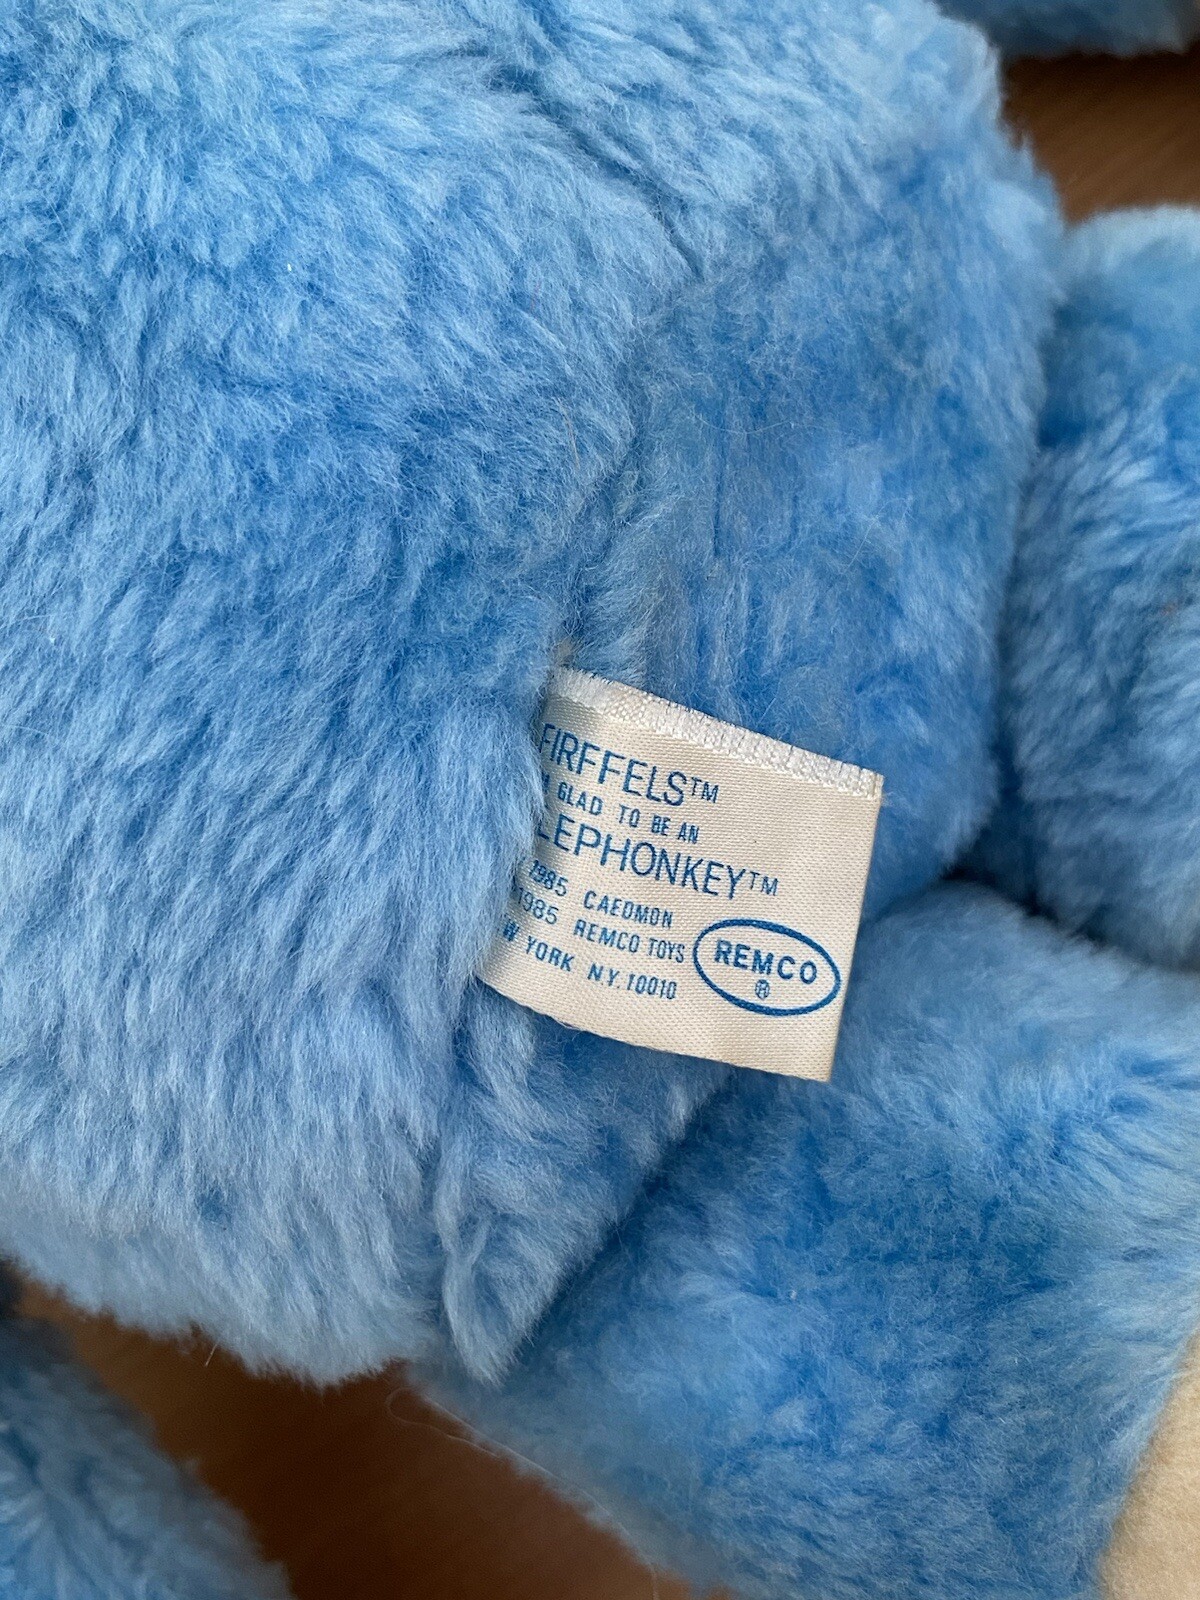 FIRFFELS™
GLAD TO BE AN
LEPHONKEY™
1985 CAEDMON
1985 REMCO TOYS
W YORK N.Y. 10010
REMCO
®